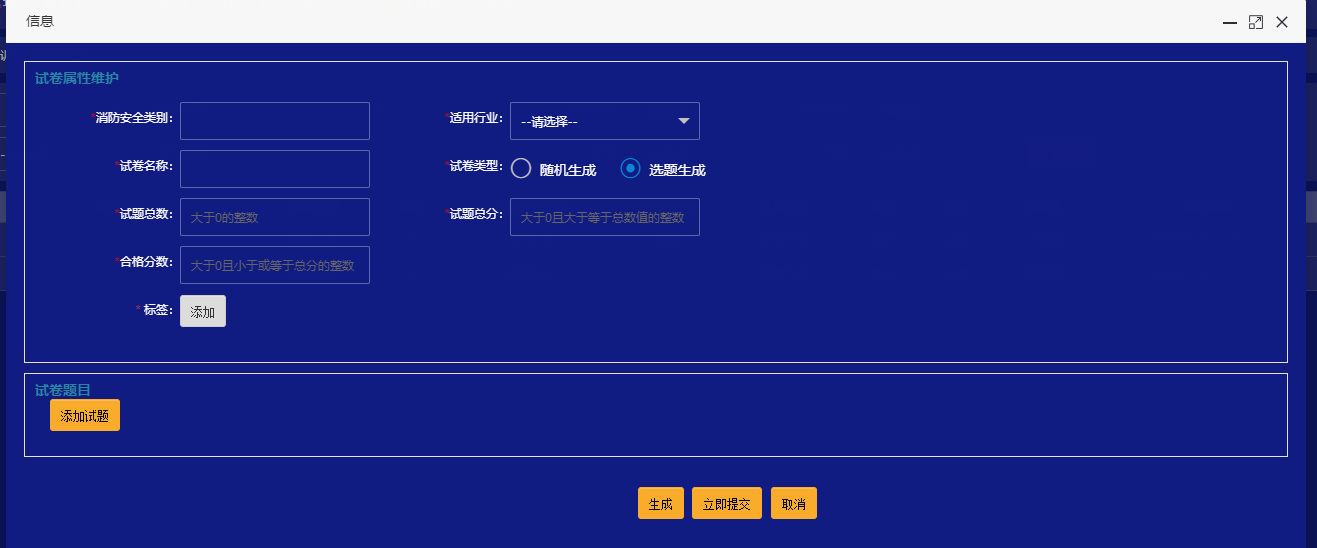 信息
试卷属性维护
*消防安全类别： *适用行业： --请选择--
*试卷名称： *试卷类型： 随机生成 选题生成
*试题总数： 大于0的整数 *试题总分： 大于0且大于等于总数值的整数
*合格分数： 大于0且小于或等于总分的整数
* 标签： 添加
试卷题目
添加试题
生成 立即提交 取消